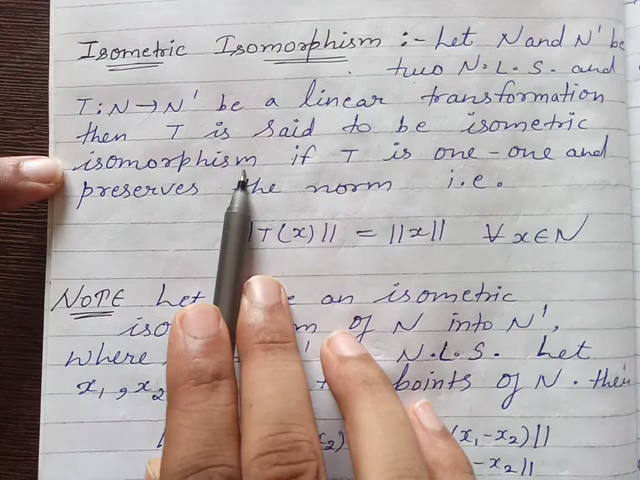 Isometric Isomorphism :- Let N and N' be
two N.L.S. and
T: N → N' be a linear transformation
then T is said to be isometric
isomorphism if T is one-one and
preserves the norm i.e.
||T(x)|| = ||x|| ∀ x ∈ N
NOTE Let an isometric
of N into N',
where N.L.S. Let
x₁, x₂ points of N. then
(x₁-x₂)||
- x₂||